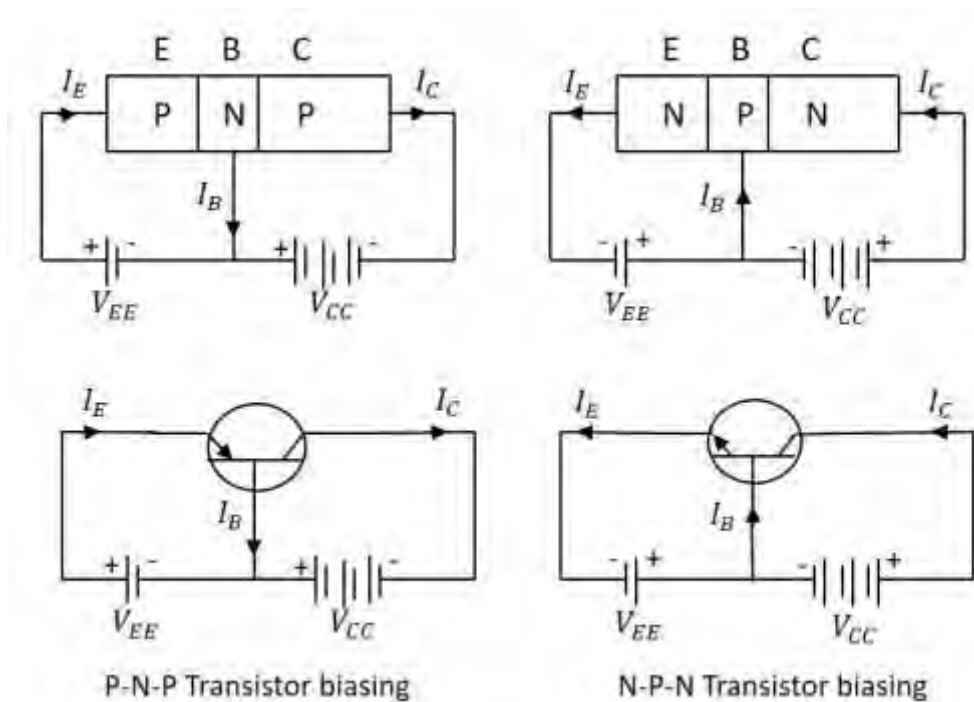 E B C
I_E P N P I_C
I_B
+ - + -
V_EE V_CC
E B C
I_E N P N I_C
I_B
- + - +
V_EE V_CC
I_E I_C
I_B
+ - + -
V_EE V_CC
P-N-P Transistor biasing
I_E I_C
I_B
- + - +
V_EE V_CC
N-P-N Transistor biasing